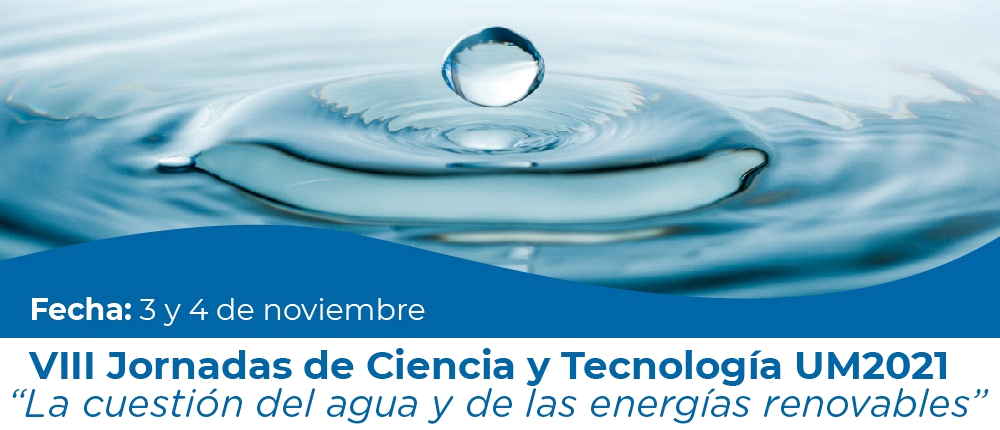 Fecha: 3 y 4 de noviembre
VIII Jornadas de Ciencia y Tecnología UM2021
“La cuestión del agua y de las energías renovables”